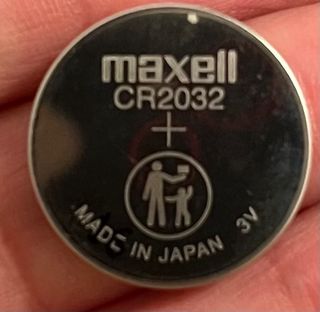 maxell
CR2032
+
MADE IN JAPAN 3V